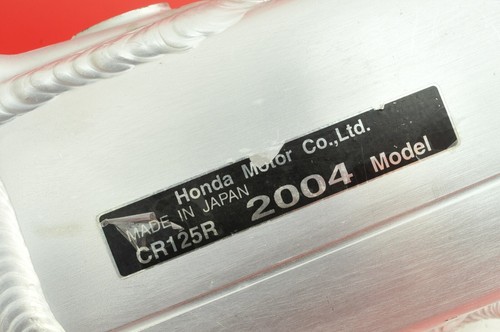 Honda Motor Co.,Ltd.
MADE IN JAPAN
CR125R 2004 Model